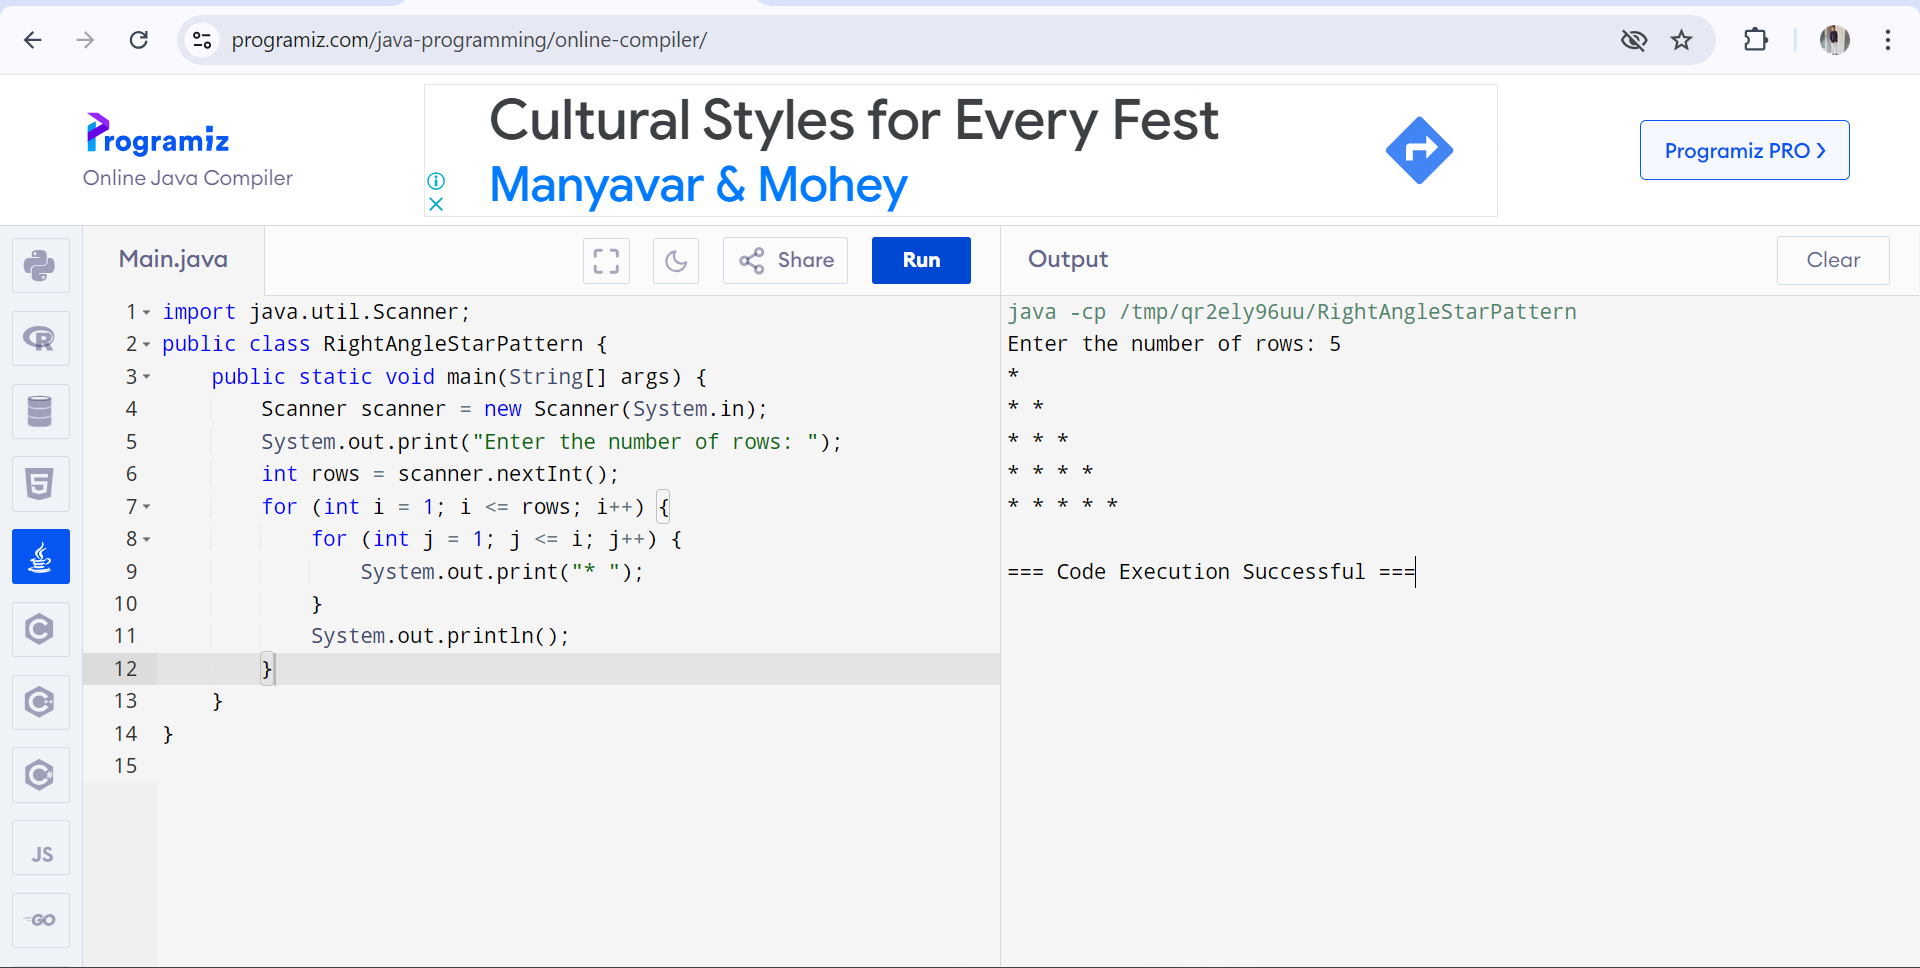 programiz.com/java-programming/online-compiler/
Cultural Styles for Every Fest
Manyavar & Mohey
Programiz
Online Java Compiler
Programiz PRO
Main.java
Share
Run
Output
Clear
1 import java.util.Scanner;
2 public class RightAngleStarPattern {
3     public static void main(String[] args) {
4         Scanner scanner = new Scanner(System.in);
5         System.out.print("Enter the number of rows: ");
6         int rows = scanner.nextInt();
7         for (int i = 1; i <= rows; i++) {
8             for (int j = 1; j <= i; j++) {
9                 System.out.print("* ");
10             }
11             System.out.println();
12         }
13     }
14 }
15
java -cp /tmp/qr2ely96uu/RightAngleStarPattern
Enter the number of rows: 5
*
* *
* * *
* * * *
* * * * *
=== Code Execution Successful ===
R
5
C
C++
C#
JS
GO